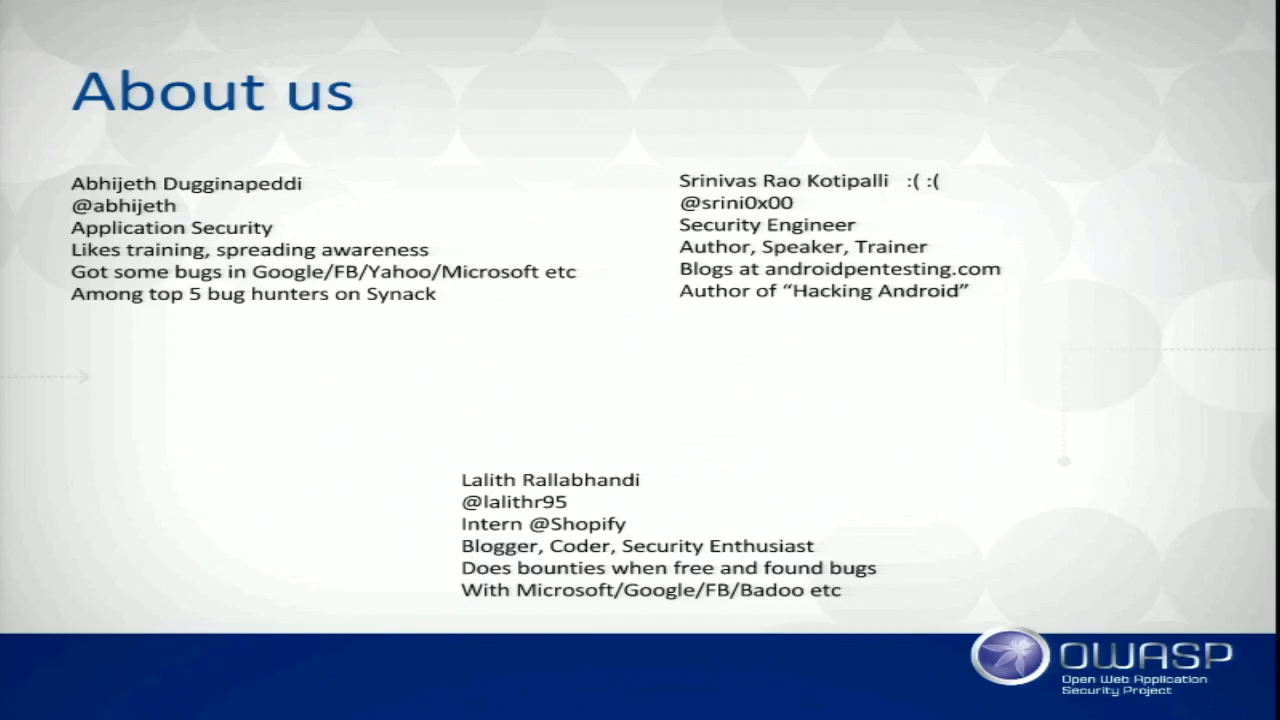 About us
Abhijeth Dugginapeddi
@abhijeth
Application Security
Likes training, spreading awareness
Got some bugs in Google/FB/Yahoo/Microsoft etc
Among top 5 bug hunters on Synack
Srinivas Rao Kotipalli :( :(
@srini0x00
Security Engineer
Author, Speaker, Trainer
Blogs at androidpentesting.com
Author of “Hacking Android”
Lalith Rallabhandi
@lalithr95
Intern @Shopify
Blogger, Coder, Security Enthusiast
Does bounties when free and found bugs
With Microsoft/Google/FB/Badoo etc
OWASP
Open Web Application
Security Project